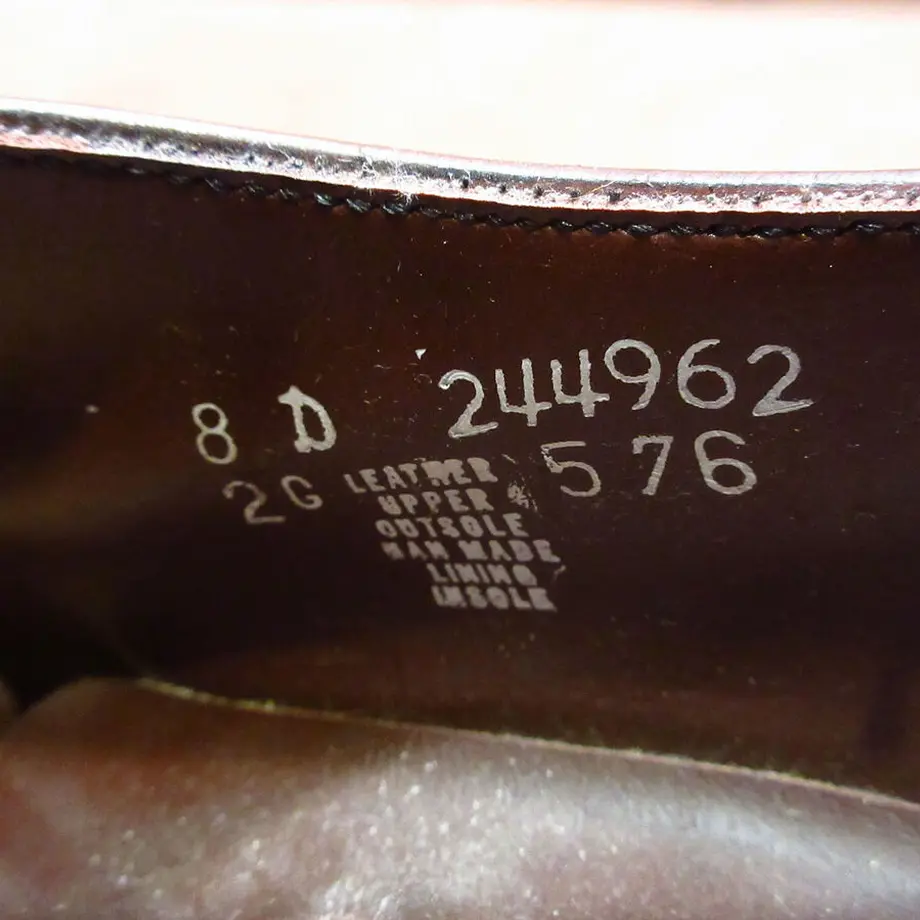 8 D 244962
2G 576
LEATHER
UPPER
OUTSOLE
MAN MADE
LINING
INSOLE